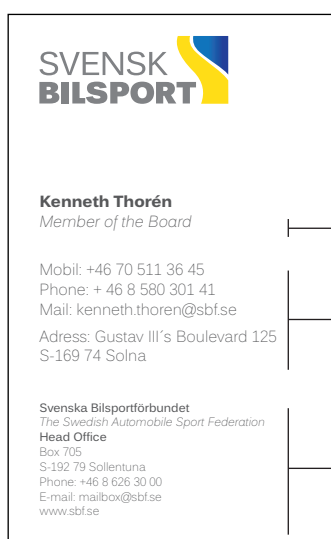 SVENSK
BILSPORT
Kenneth Thorén
Member of the Board
Mobil: +46 70 511 36 45
Phone: + 46 8 580 301 41
Mail: kenneth.thoren@sbf.se
Adress: Gustav III´s Boulevard 125
S-169 74 Solna
Svenska Bilsportförbundet
The Swedish Automobile Sport Federation
Head Office
Box 705
S-192 79 Sollentuna
Phone: +46 8 626 30 00
E-mail: mailbox@sbf.se
www.sbf.se